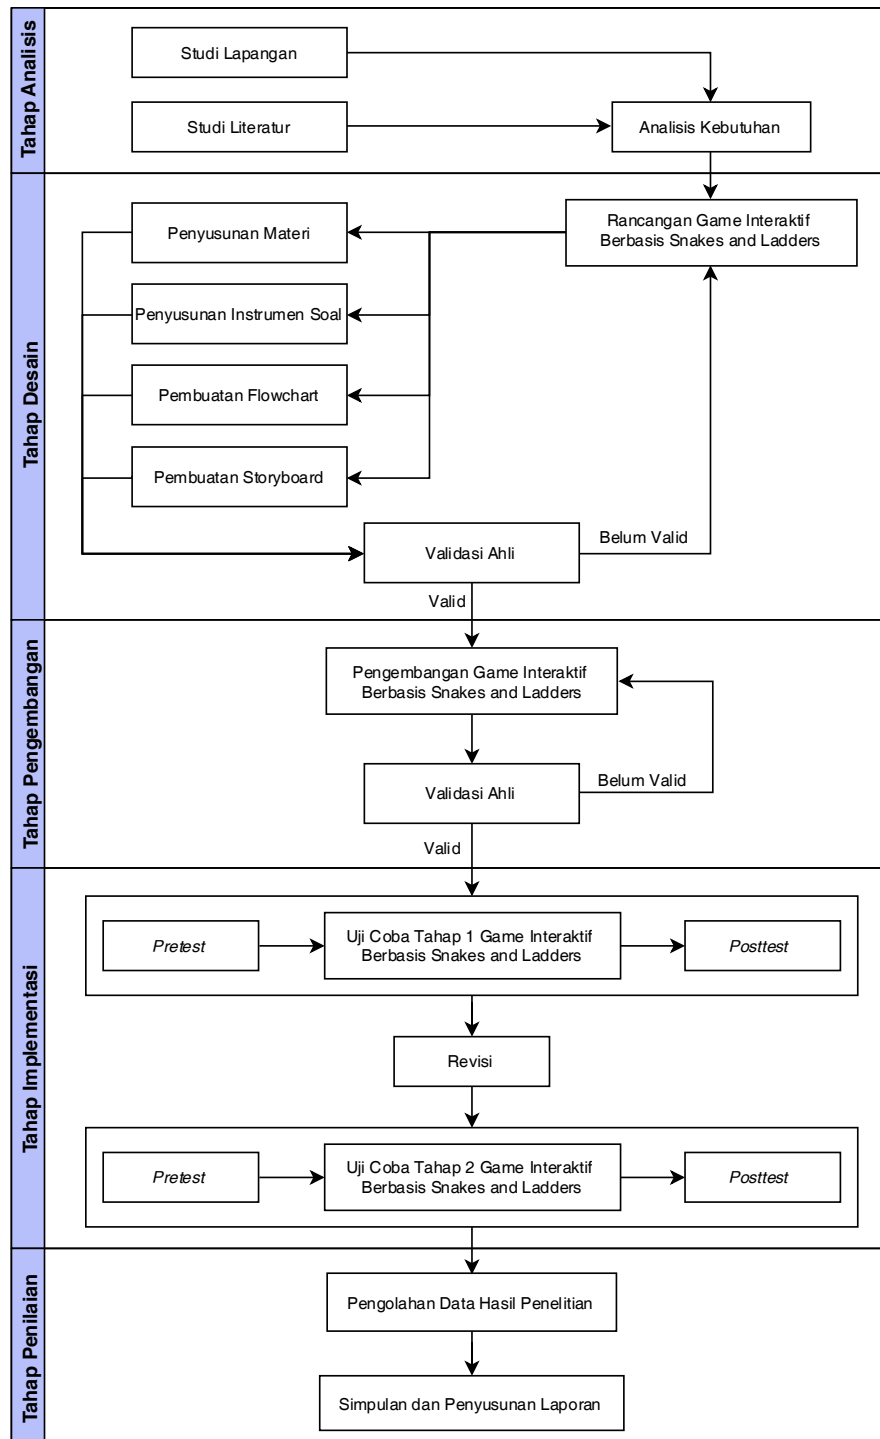 Tahap Analisis
Studi Lapangan
Studi Literatur
Analisis Kebutuhan
Tahap Desain
Rancangan Game Interaktif
Berbasis Snakes and Ladders
Penyusunan Materi
Penyusunan Instrumen Soal
Pembuatan Flowchart
Pembuatan Storyboard
Validasi Ahli
Belum Valid
Valid
Tahap Pengembangan
Pengembangan Game Interaktif
Berbasis Snakes and Ladders
Validasi Ahli
Belum Valid
Valid
Tahap Implementasi
Pretest
Uji Coba Tahap 1 Game Interaktif
Berbasis Snakes and Ladders
Posttest
Revisi
Pretest
Uji Coba Tahap 2 Game Interaktif
Berbasis Snakes and Ladders
Posttest
Tahap Penilaian
Pengolahan Data Hasil Penelitian
Simpulan dan Penyusunan Laporan